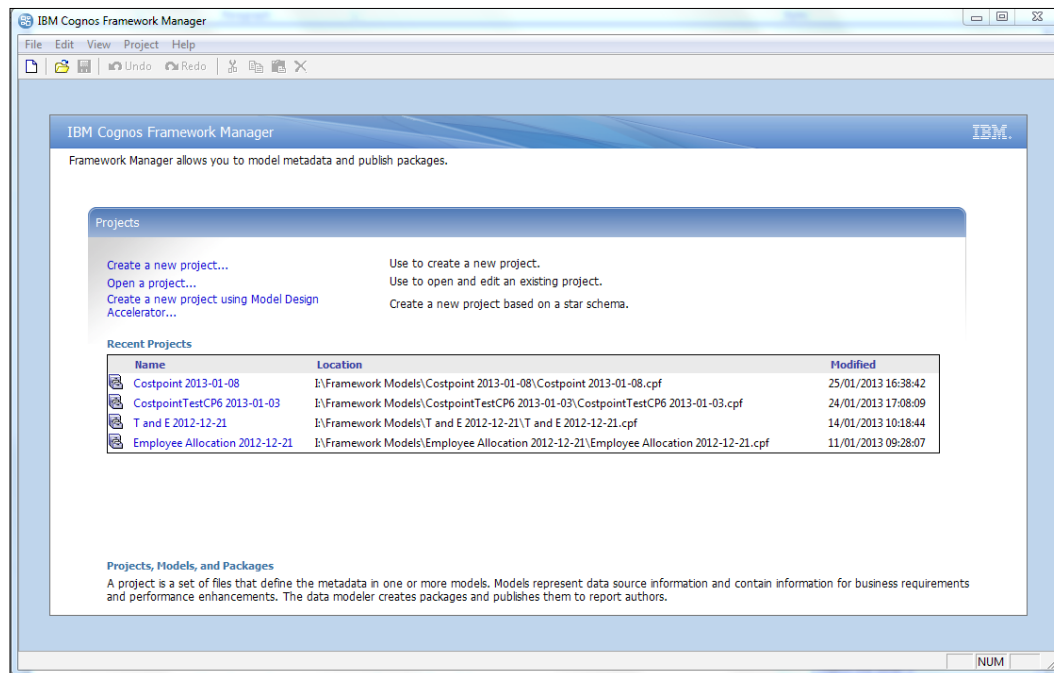 IBM Cognos Framework Manager
File Edit View Project Help
Undo Redo
IBM Cognos Framework Manager IBM.
Framework Manager allows you to model metadata and publish packages.
Projects
Create a new project... Use to create a new project.
Open a project... Use to open and edit an existing project.
Create a new project using Model Design
Accelerator... Create a new project based on a star schema.
Recent Projects
Name Location Modified
Costpoint 2013-01-08 I:\Framework Models\Costpoint 2013-01-08\Costpoint 2013-01-08.cpf 25/01/2013 16:38:42
CostpointTestCP6 2013-01-03 I:\Framework Models\CostpointTestCP6 2013-01-03\CostpointTestCP6 2013-01-03.cpf 24/01/2013 17:08:09
T and E 2012-12-21 I:\Framework Models\T and E 2012-12-21\T and E 2012-12-21.cpf 14/01/2013 10:18:44
Employee Allocation 2012-12-21 I:\Framework Models\Employee Allocation 2012-12-21\Employee Allocation 2012-12-21.cpf 11/01/2013 09:28:07
Projects, Models, and Packages
A project is a set of files that define the metadata in one or more models. Models represent data source information and contain information for business requirements
and performance enhancements. The data modeler creates packages and publishes them to report authors.
NUM